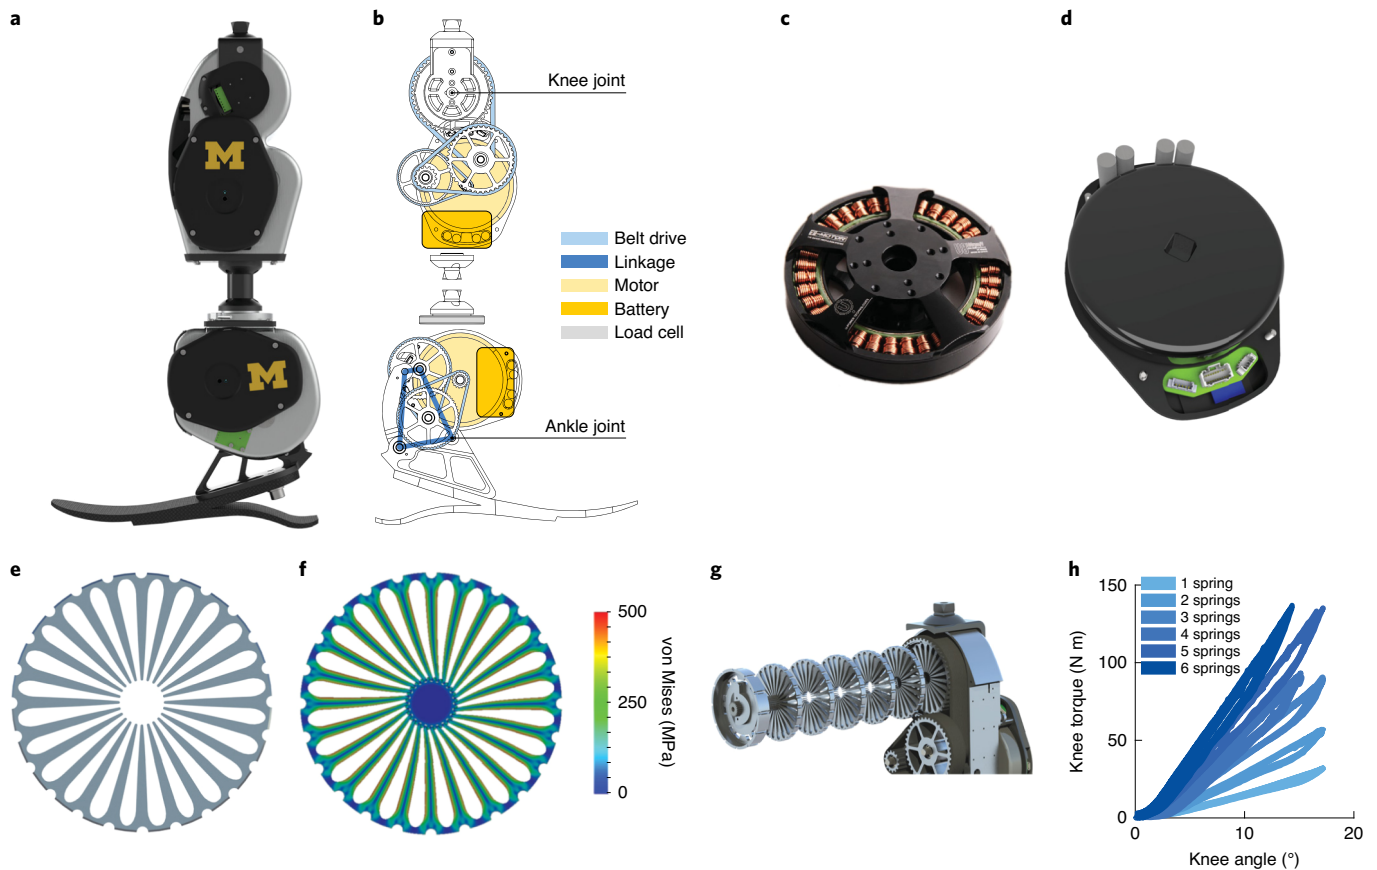 a
b
c
d
M
M
Knee joint
Belt drive
Linkage
Motor
Battery
Load cell
Ankle joint
e
f
500
250
0
von Mises (MPa)
g
h
150
100
50
0
Knee torque (N m)
1 spring
2 springs
3 springs
4 springs
5 springs
6 springs
0
10
20
Knee angle (°)